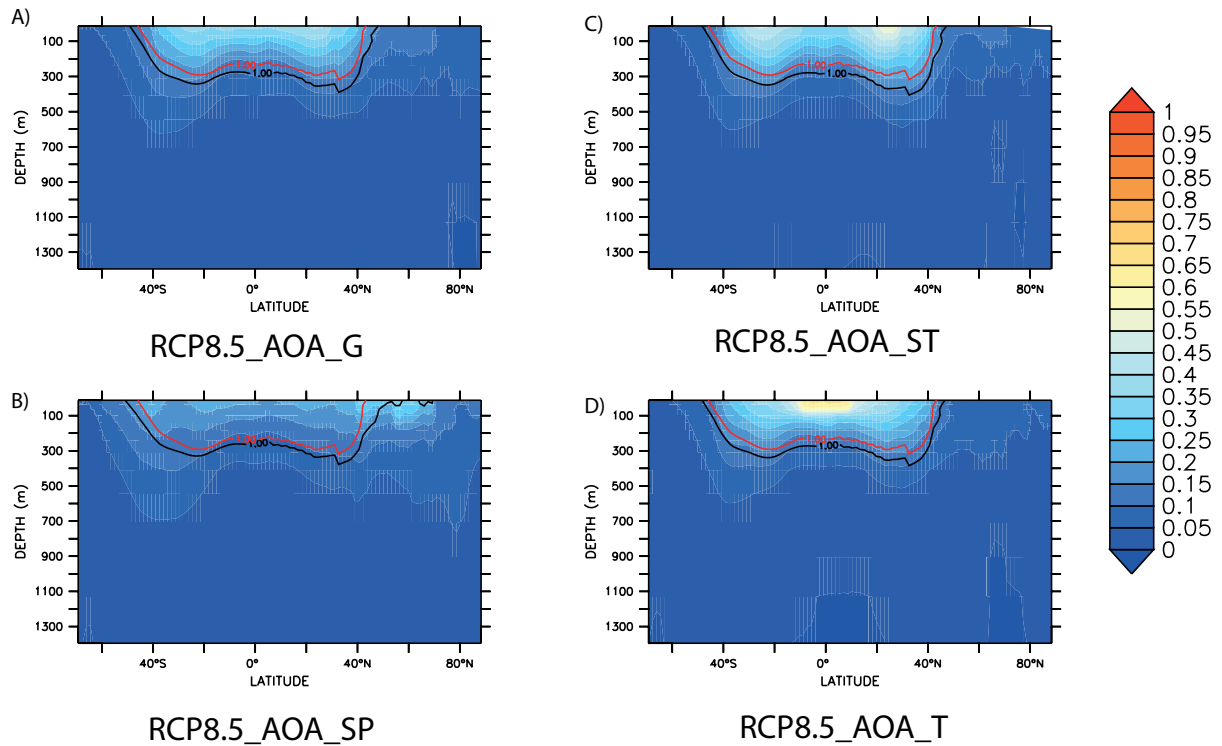 A)
DEPTH (m)
100
300
500
700
900
1100
1300
1.00
1.00
40°S
0°
40°N
80°N
LATITUDE
RCP8.5_AOA_G
B)
DEPTH (m)
100
300
500
700
900
1100
1300
1.00
1.00
40°S
0°
40°N
80°N
LATITUDE
RCP8.5_AOA_SP
C)
DEPTH (m)
100
300
500
700
900
1100
1300
1.00
1.00
40°S
0°
40°N
80°N
LATITUDE
RCP8.5_AOA_ST
D)
DEPTH (m)
100
300
500
700
900
1100
1300
1.00
1.00
40°S
0°
40°N
80°N
LATITUDE
RCP8.5_AOA_T
1
0.95
0.9
0.85
0.8
0.75
0.7
0.65
0.6
0.55
0.5
0.45
0.4
0.35
0.3
0.25
0.2
0.15
0.1
0.05
0